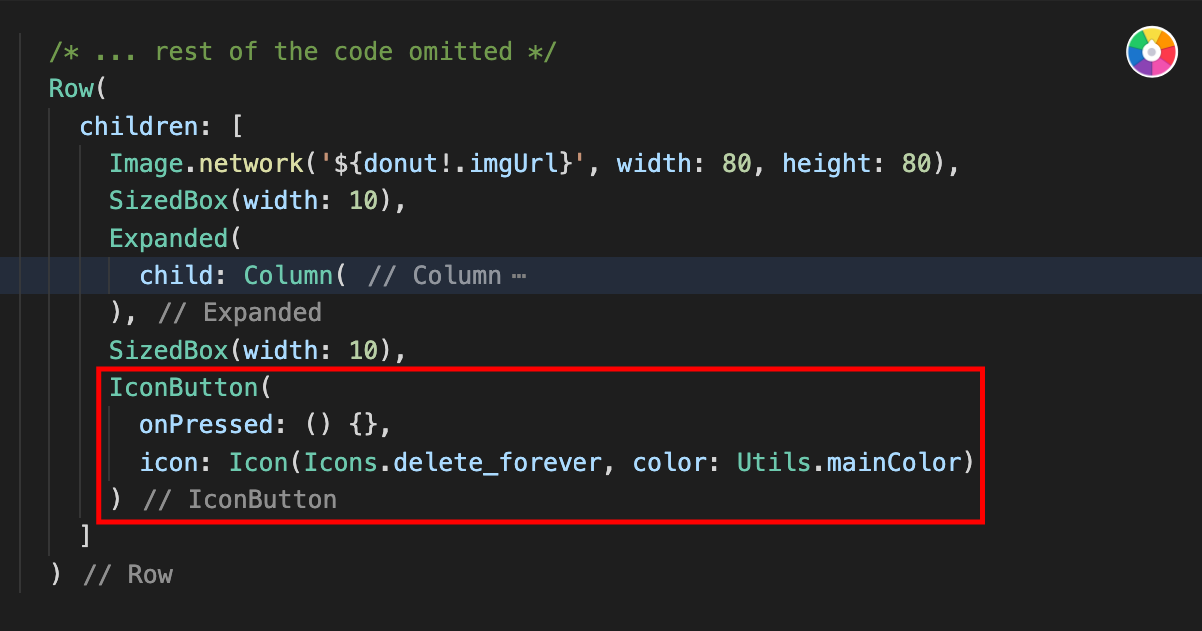 /* ... rest of the code omitted */
Row(
children: [
Image.network('${donut!.imgUrl}', width: 80, height: 80),
SizedBox(width: 10),
Expanded(
child: Column( // Column ⋯
), // Expanded
SizedBox(width: 10),
IconButton(
onPressed: () {},
icon: Icon(Icons.delete_forever, color: Utils.mainColor)
) // IconButton
]
) // Row